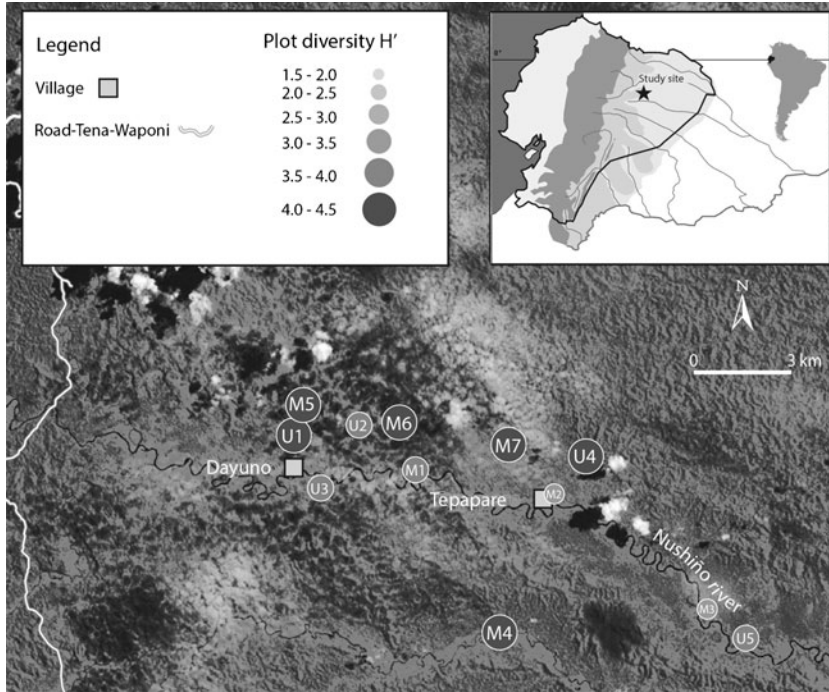 Legend
Village
Road-Tena-Waponi
Plot diversity H'
1.5 - 2.0
2.0 - 2.5
2.5 - 3.0
3.0 - 3.5
3.5 - 4.0
4.0 - 4.5
Study site
N
0 3 km
M5
U1
U2
M6
M7
U4
Dayuno
U3
M1
Tepapare
M2
Nushiño river
M3
U5
M4